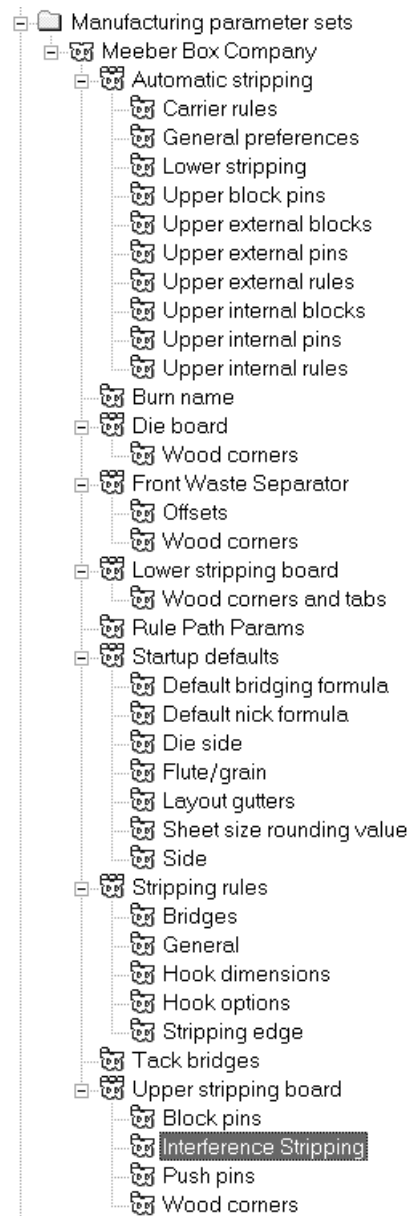 Manufacturing parameter sets
Meeber Box Company
Automatic stripping
Carrier rules
General preferences
Lower stripping
Upper block pins
Upper external blocks
Upper external pins
Upper external rules
Upper internal blocks
Upper internal pins
Upper internal rules
Burn name
Die board
Wood corners
Front Waste Separator
Offsets
Wood corners
Lower stripping board
Wood corners and tabs
Rule Path Params
Startup defaults
Default bridging formula
Default nick formula
Die side
Flute/grain
Layout gutters
Sheet size rounding value
Side
Stripping rules
Bridges
General
Hook dimensions
Hook options
Stripping edge
Tack bridges
Upper stripping board
Block pins
Interference Stripping
Push pins
Wood corners